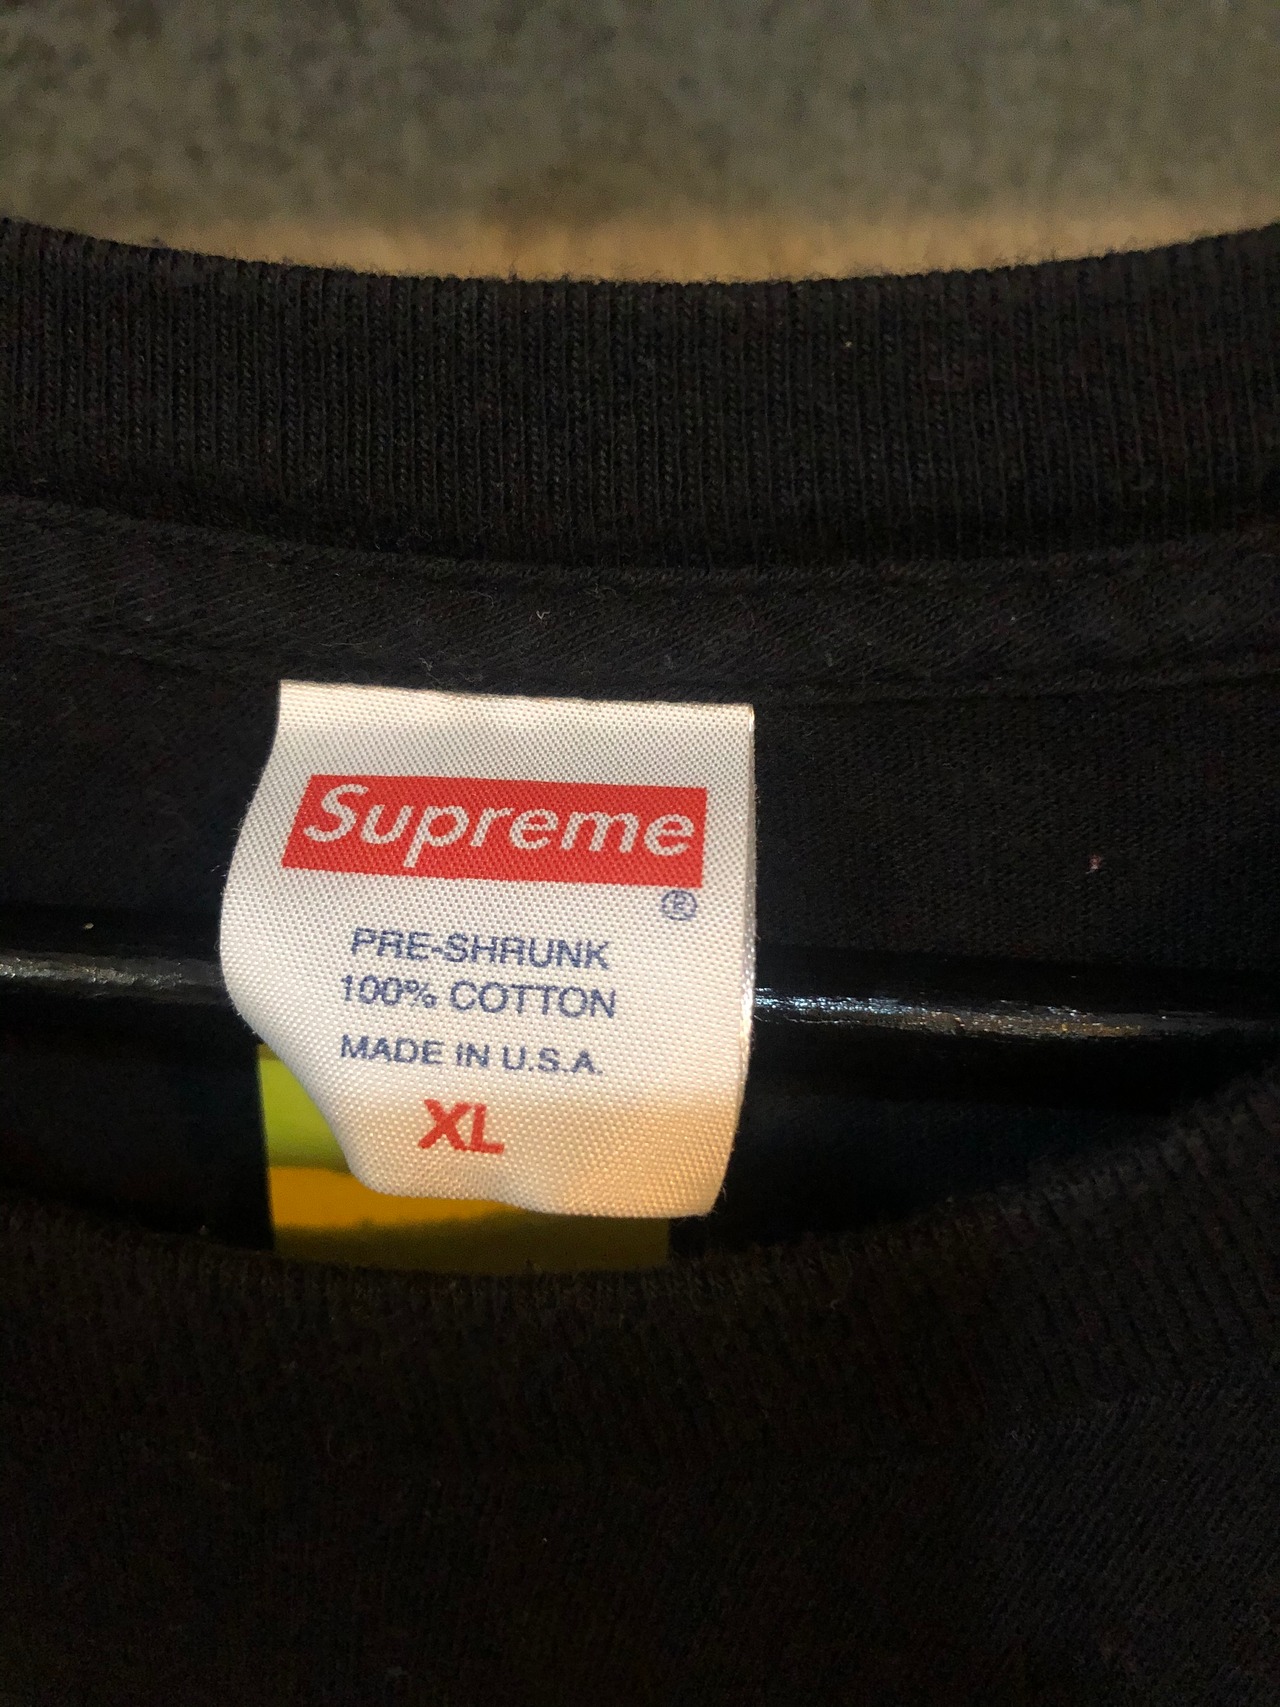 Supreme
®
PRE-SHRUNK
100% COTTON
MADE IN U.S.A.
XL